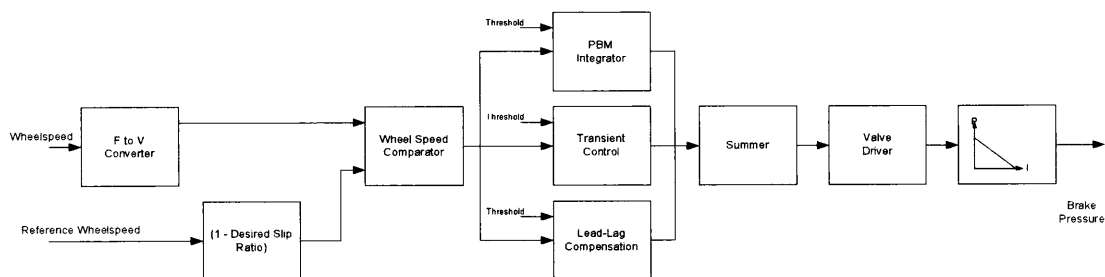 Threshold
PBM
Integrator
Wheelspeed
F to V
Converter
Wheel Speed
Comparator
Threshold
Transient
Control
Summer
Valve
Driver
P
I
Brake
Pressure
Reference Wheelspeed
(1 - Desired Slip
Ratio)
Threshold
Lead-Lag
Compensation